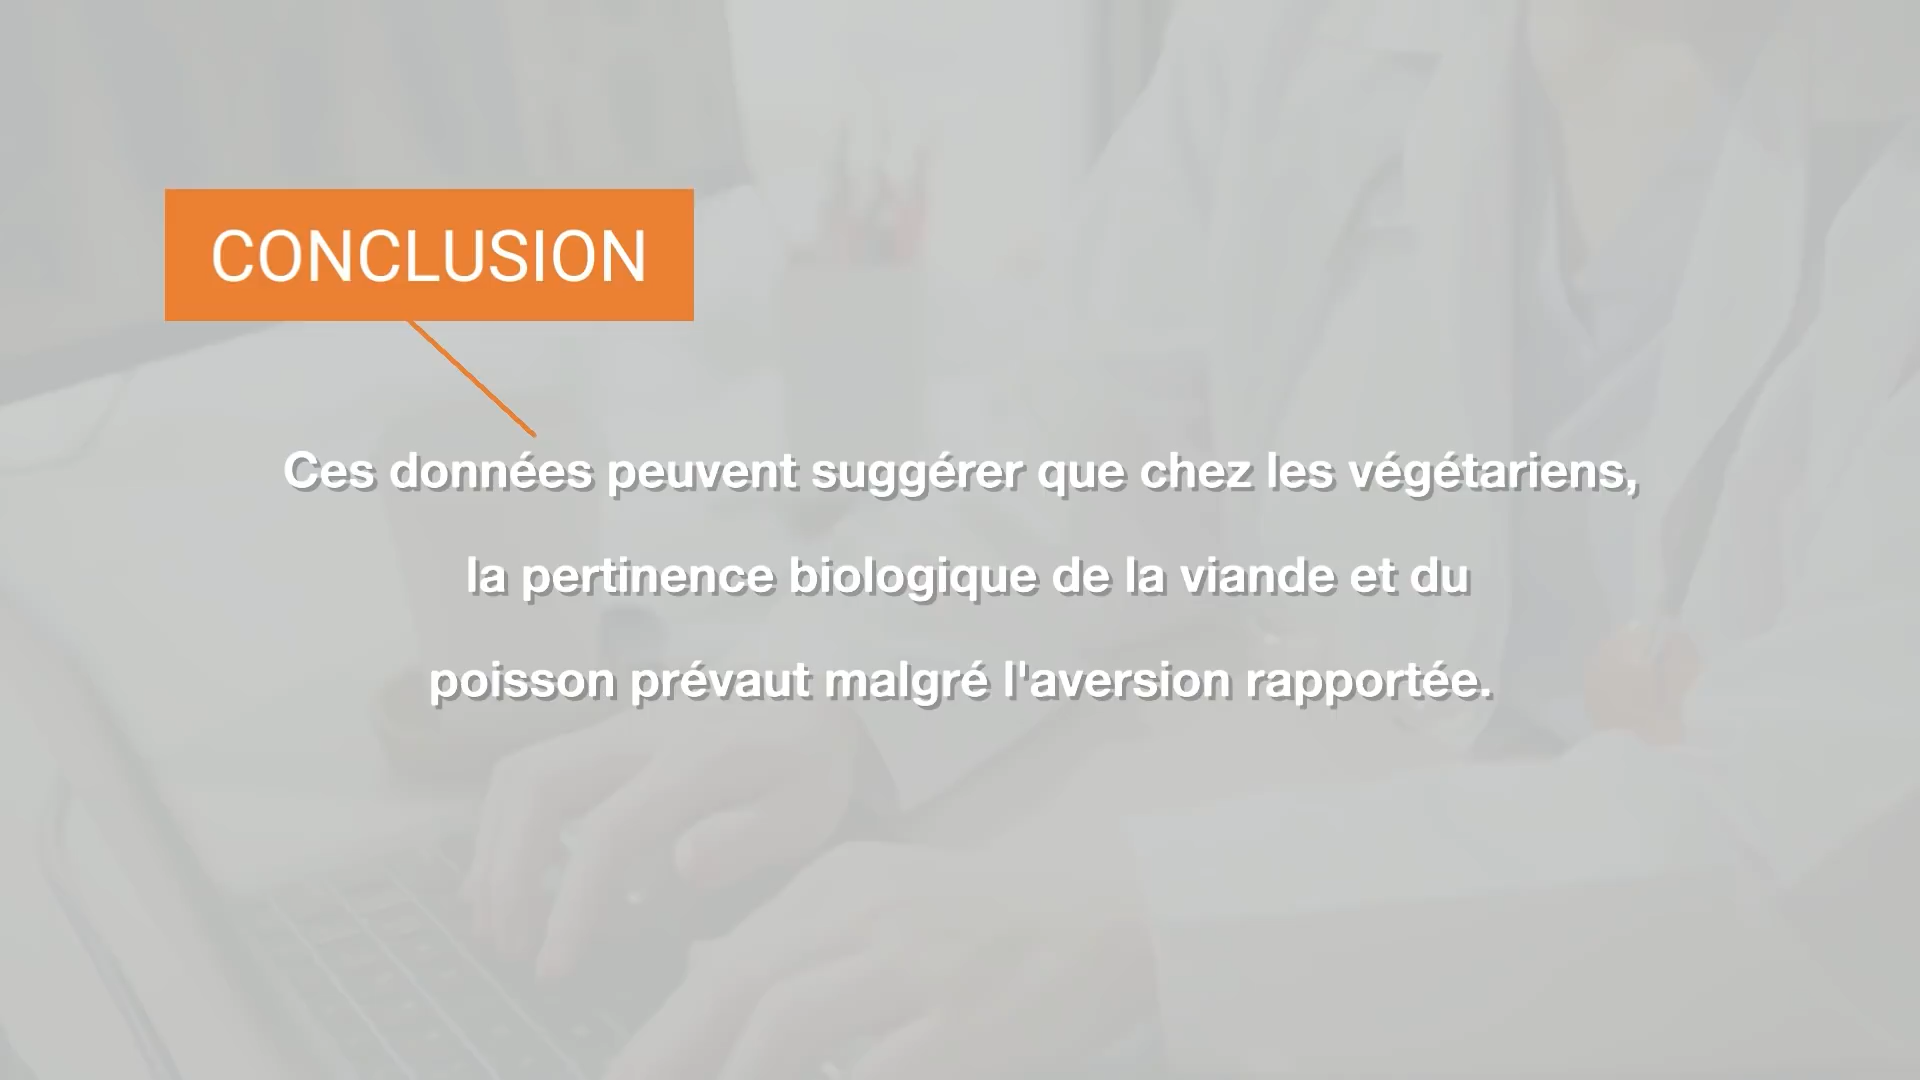 CONCLUSION
Ces données peuvent suggérer que chez les végétariens,
la pertinence biologique de la viande et du
poisson prévaut malgré l'aversion rapportée.